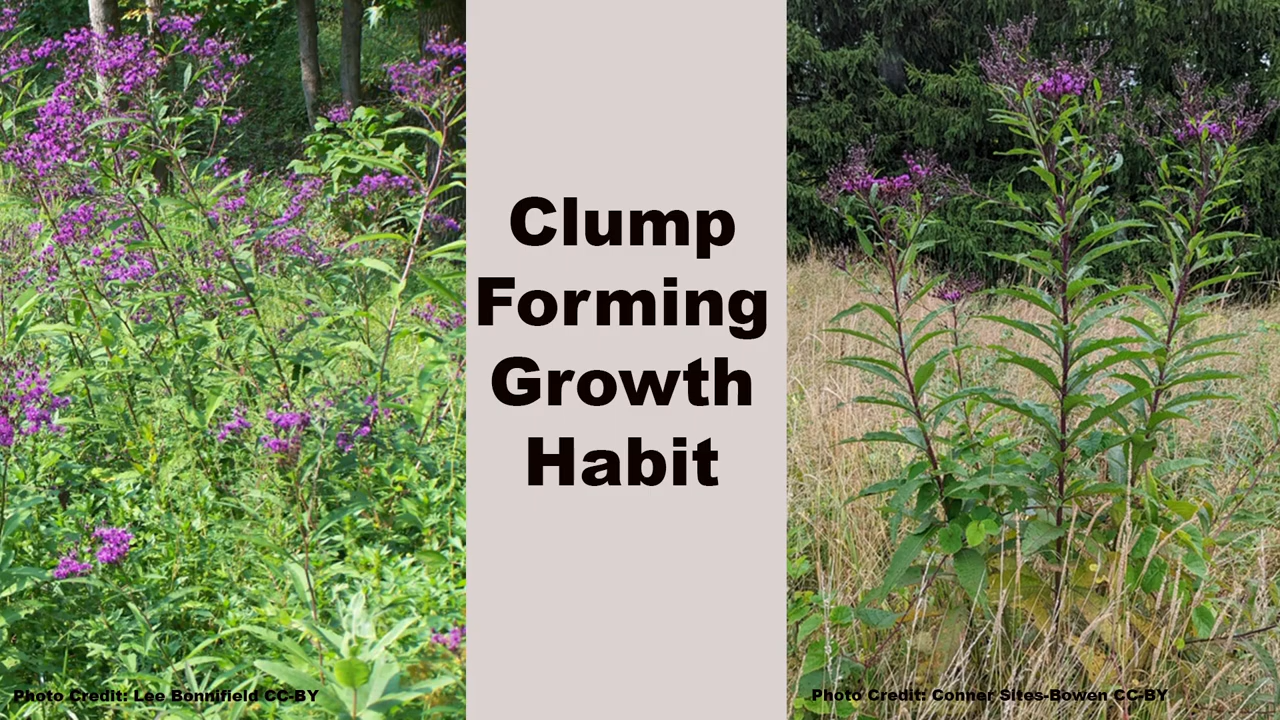 Clump
Forming
Growth
Habit
Photo Credit: Lee Bonnifield CC-BY
Photo Credit: Conner Sites-Bowen CC-BY